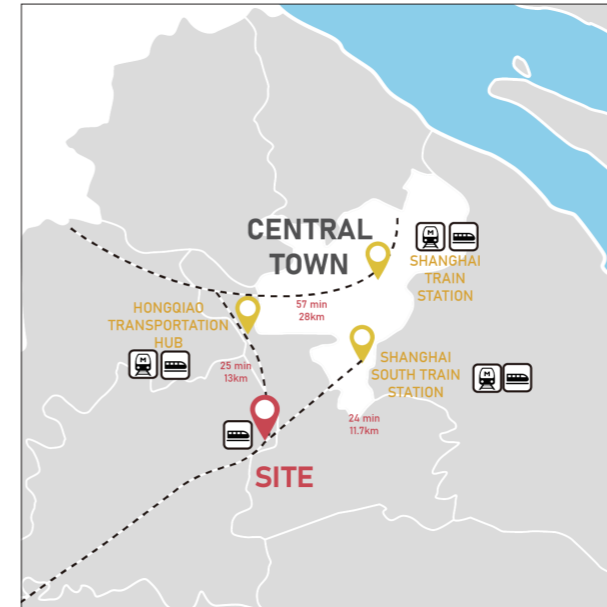 CENTRAL
TOWN
M
SHANGHAI
TRAIN
STATION
57 min
28km
HONGQIAO
TRANSPORTATION
HUB
M
25 min
13km
SHANGHAI
SOUTH TRAIN
STATION
M
24 min
11.7km
SITE